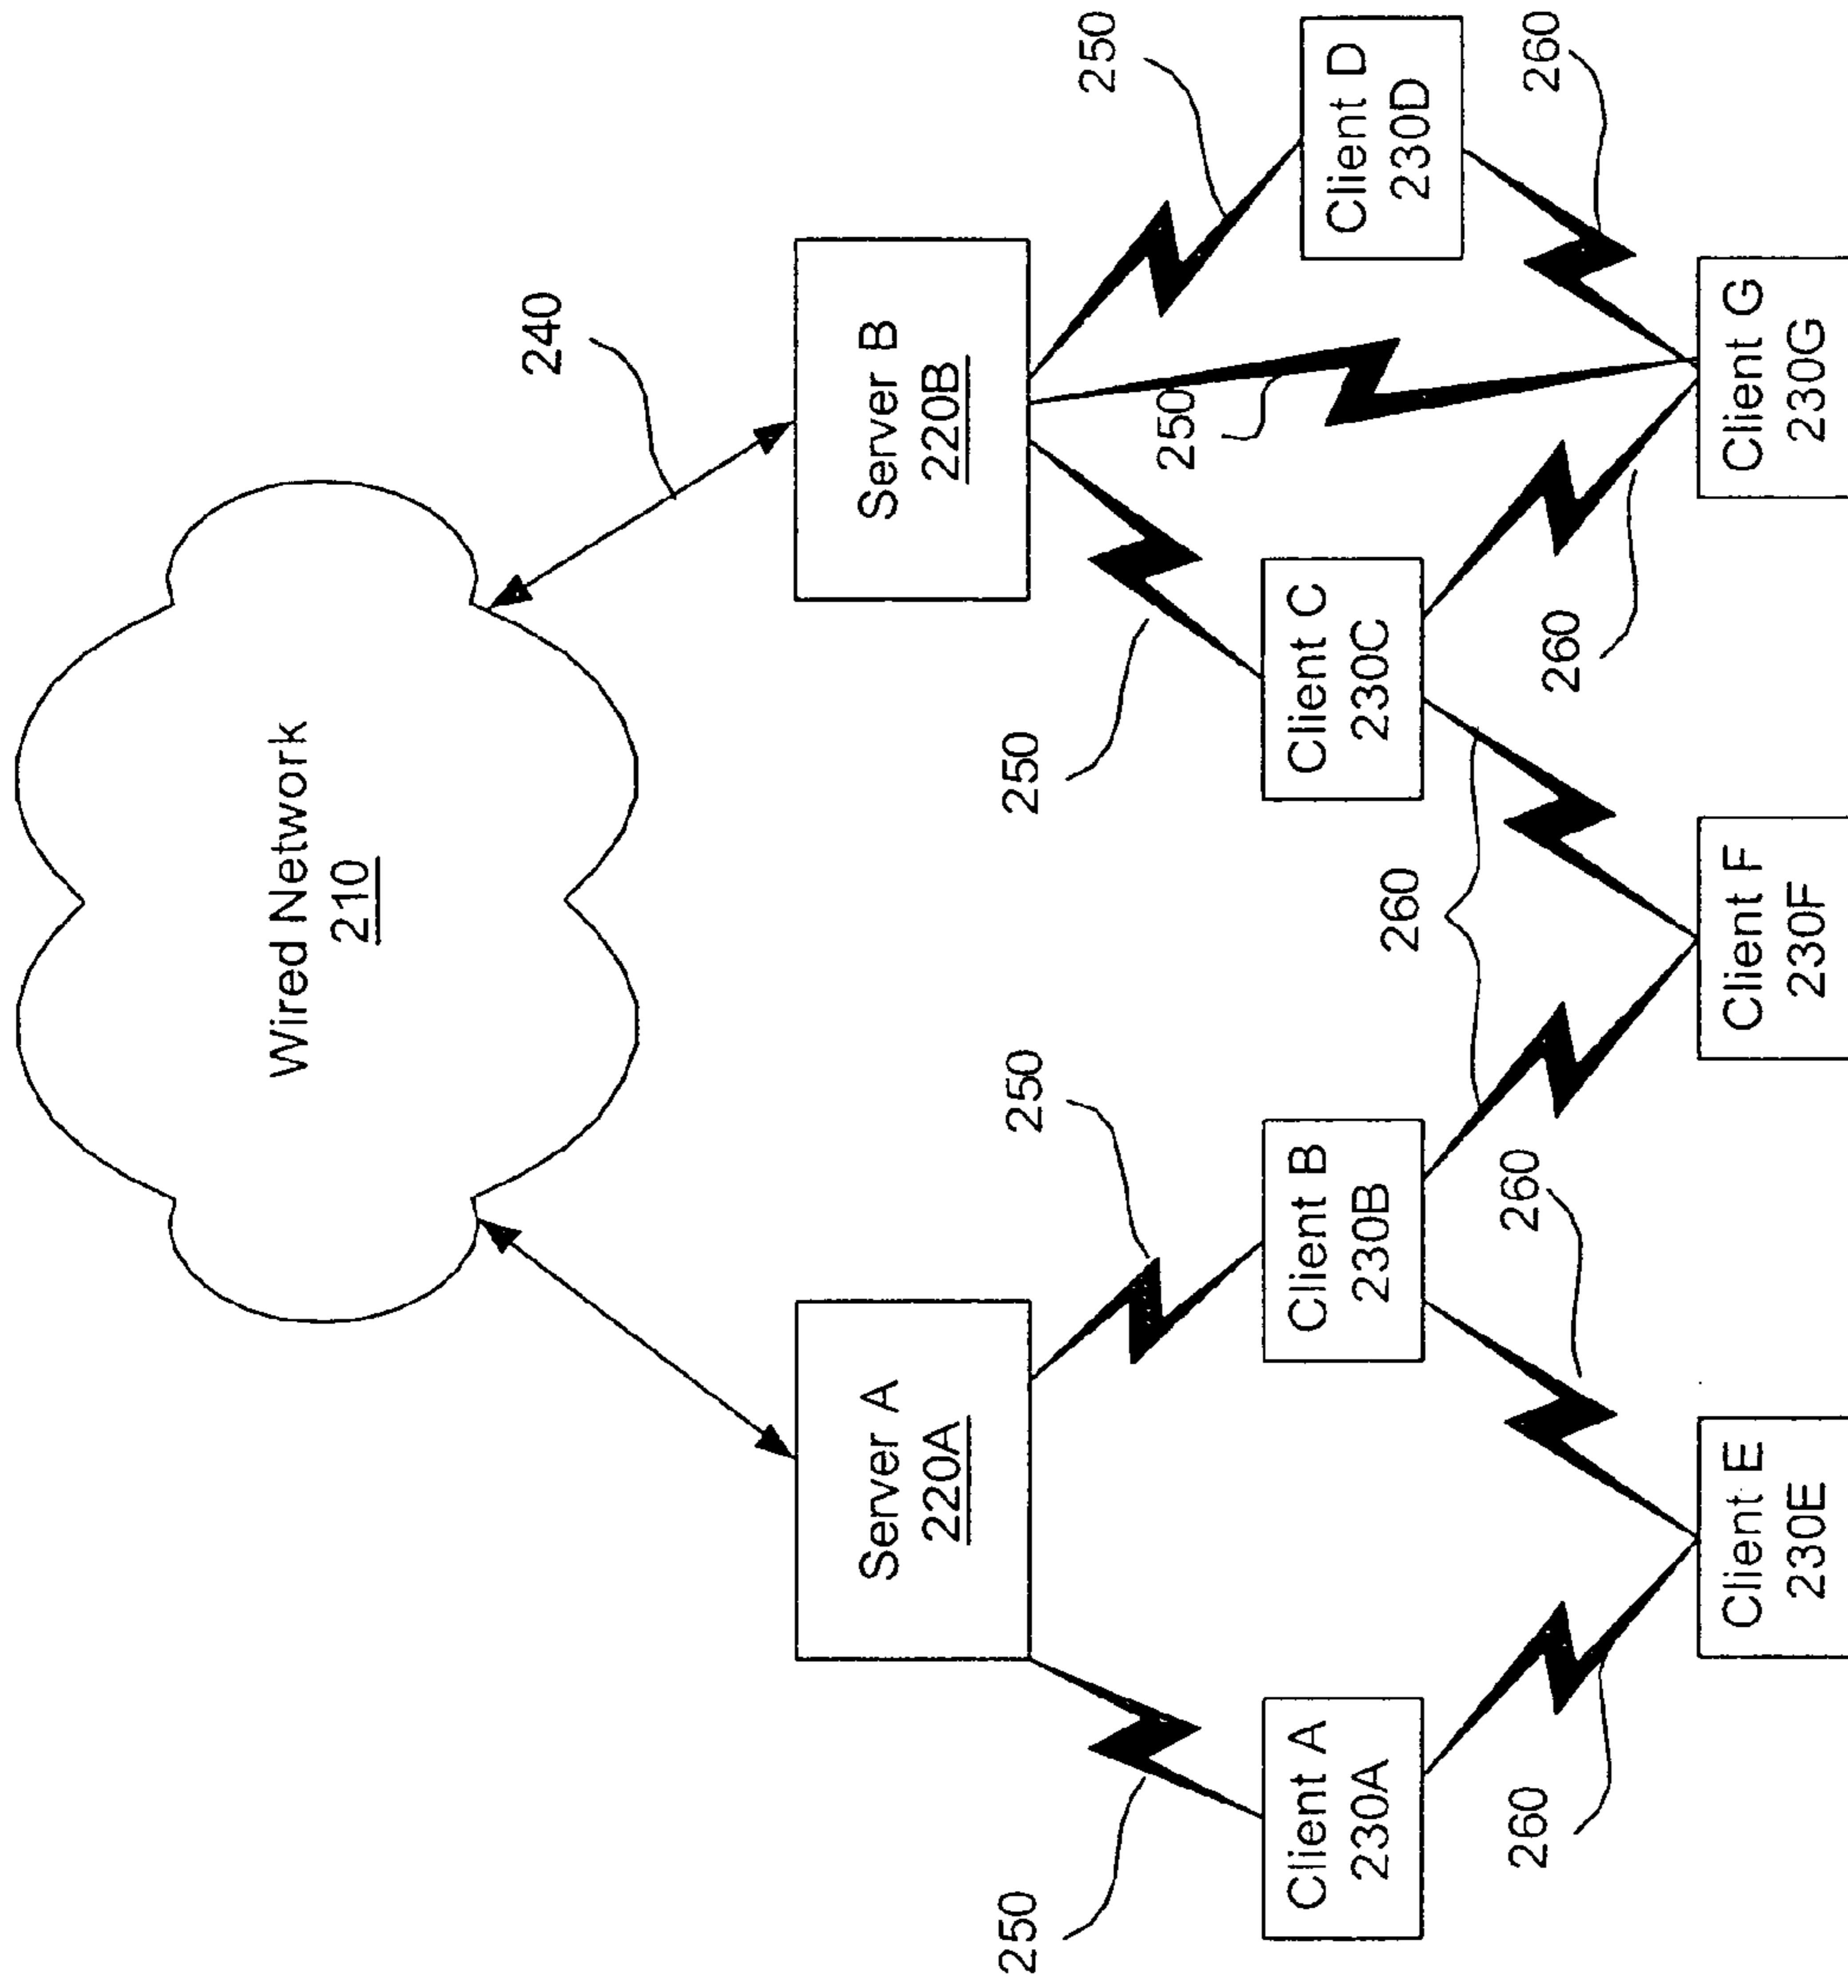 Wired Network
210
240
Server A
220A
Server B
220B
250
250
250
250
250
Client A
230A
Client B
230B
Client C
230C
Client D
230D
260
260
260
260
260
Client E
230E
Client F
230F
Client G
230G